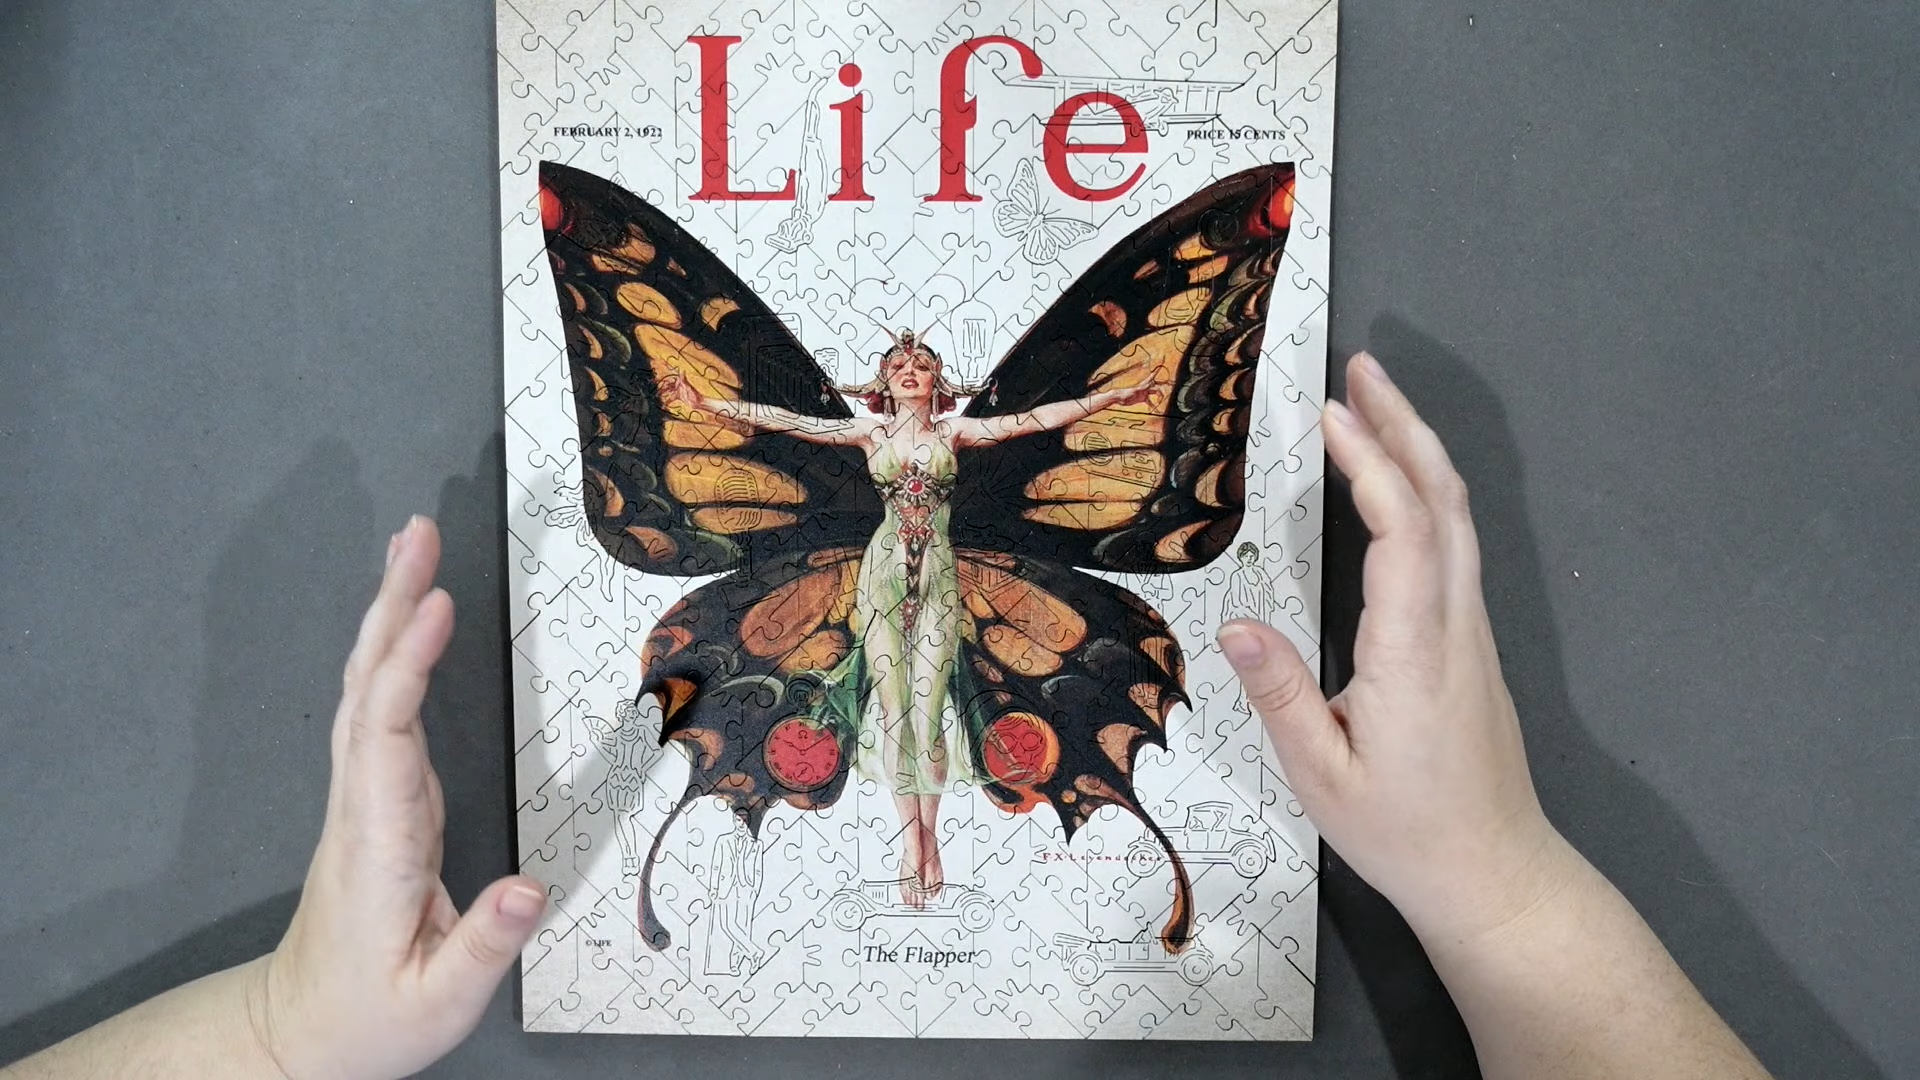 Life
FEBRUARY 2, 1922
PRICE 15 CENTS
F·X·Leyendecker
© LIFE
The Flapper